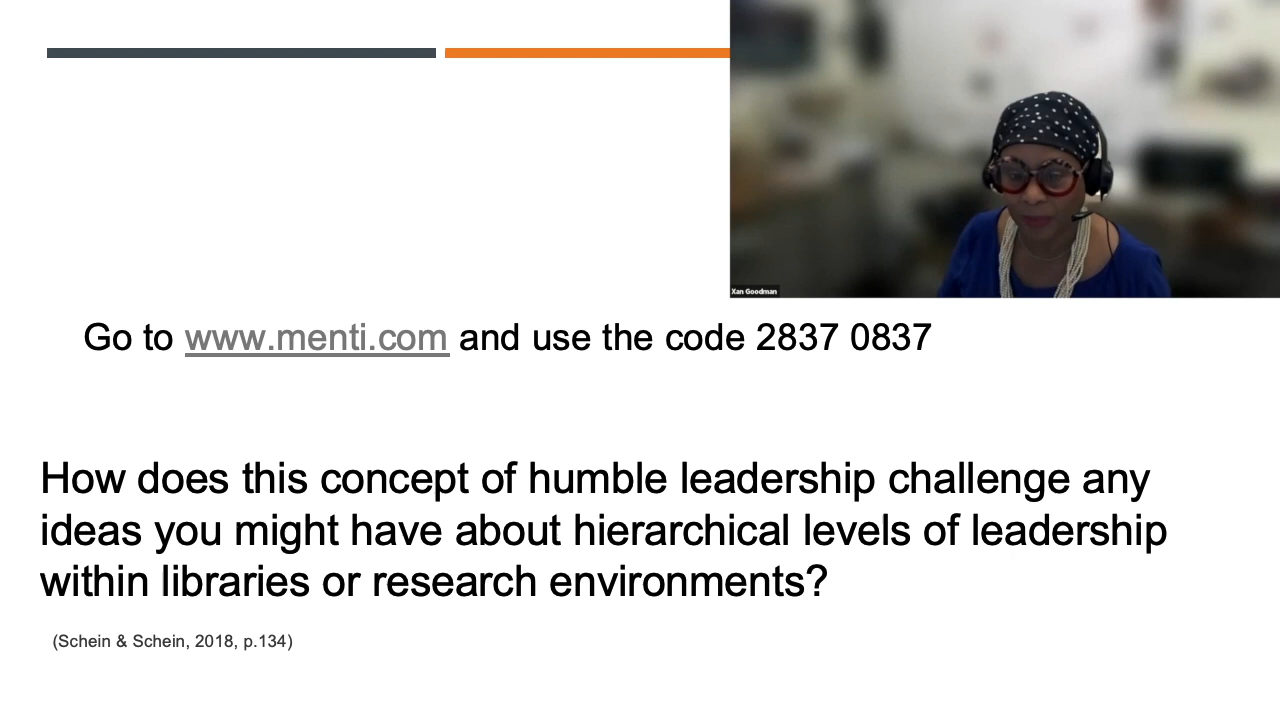 Xan Goodman
Go to www.menti.com and use the code 2837 0837
How does this concept of humble leadership challenge any
ideas you might have about hierarchical levels of leadership
within libraries or research environments?
(Schein & Schein, 2018, p.134)